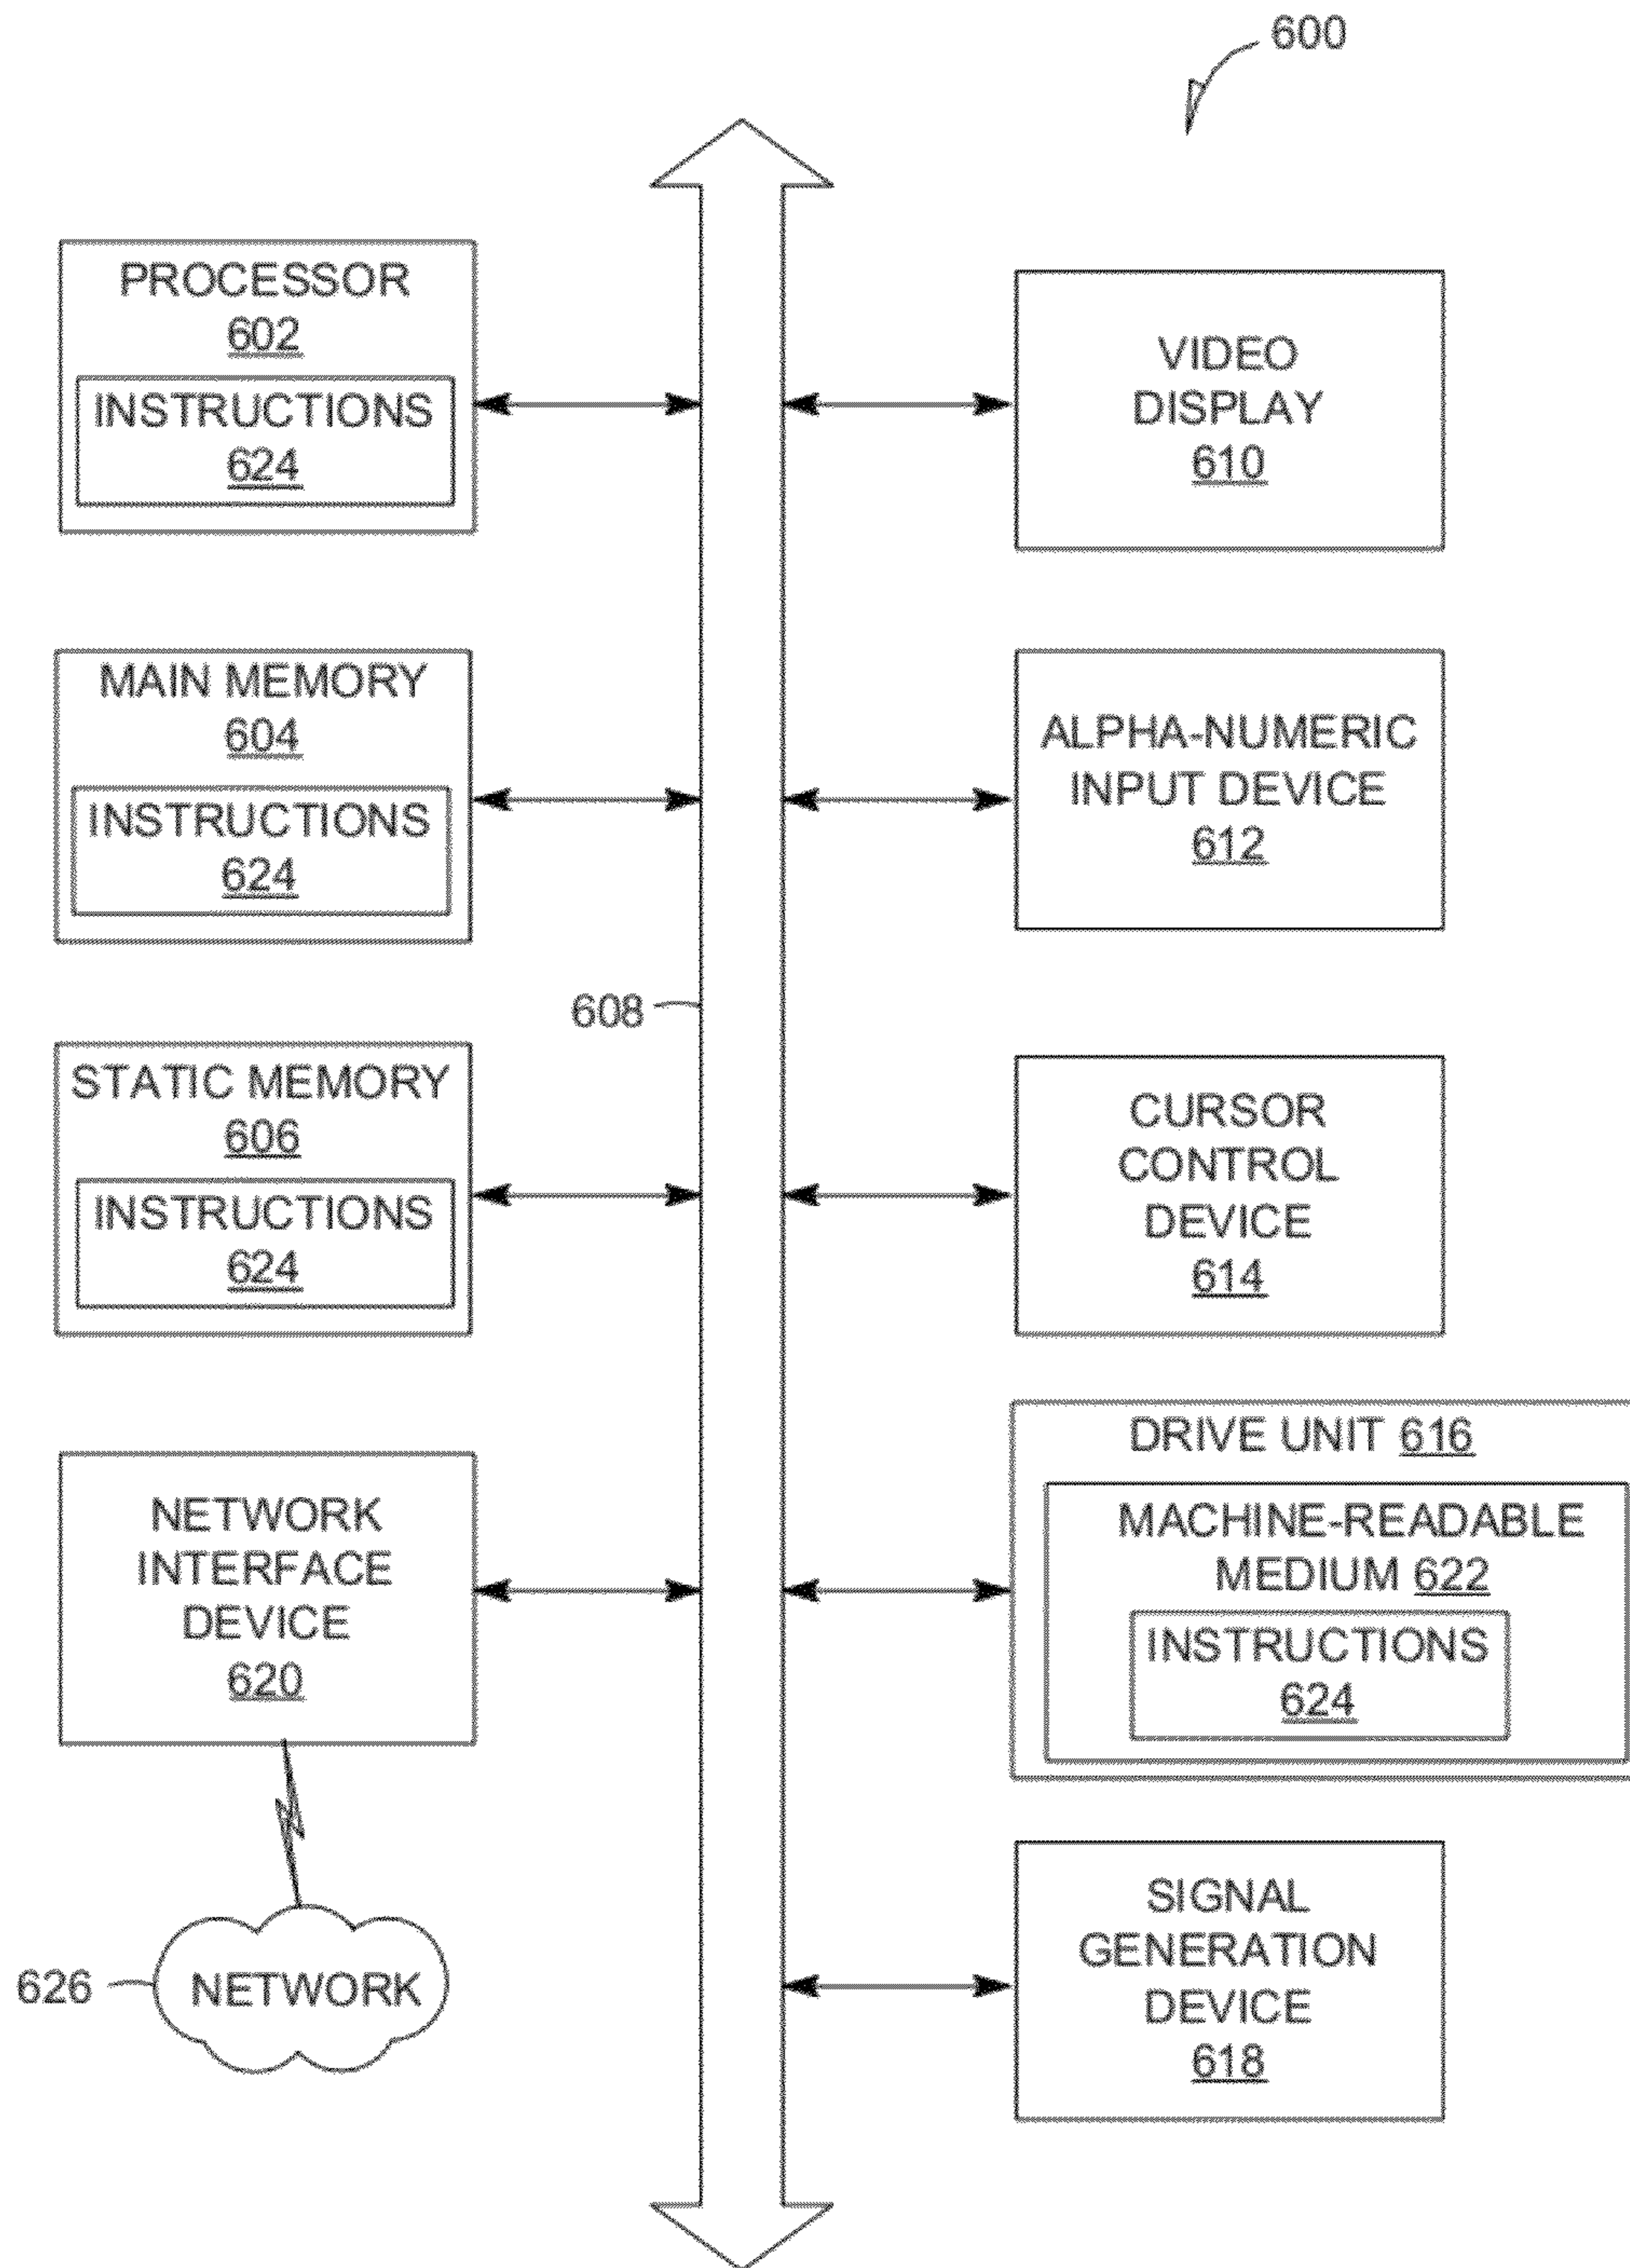 600
PROCESSOR
602
INSTRUCTIONS
624
MAIN MEMORY
604
INSTRUCTIONS
624
608
STATIC MEMORY
606
INSTRUCTIONS
624
NETWORK
INTERFACE
DEVICE
620
626
NETWORK
VIDEO
DISPLAY
610
ALPHA-NUMERIC
INPUT DEVICE
612
CURSOR
CONTROL
DEVICE
614
DRIVE UNIT 616
MACHINE-READABLE
MEDIUM 622
INSTRUCTIONS
624
SIGNAL
GENERATION
DEVICE
618